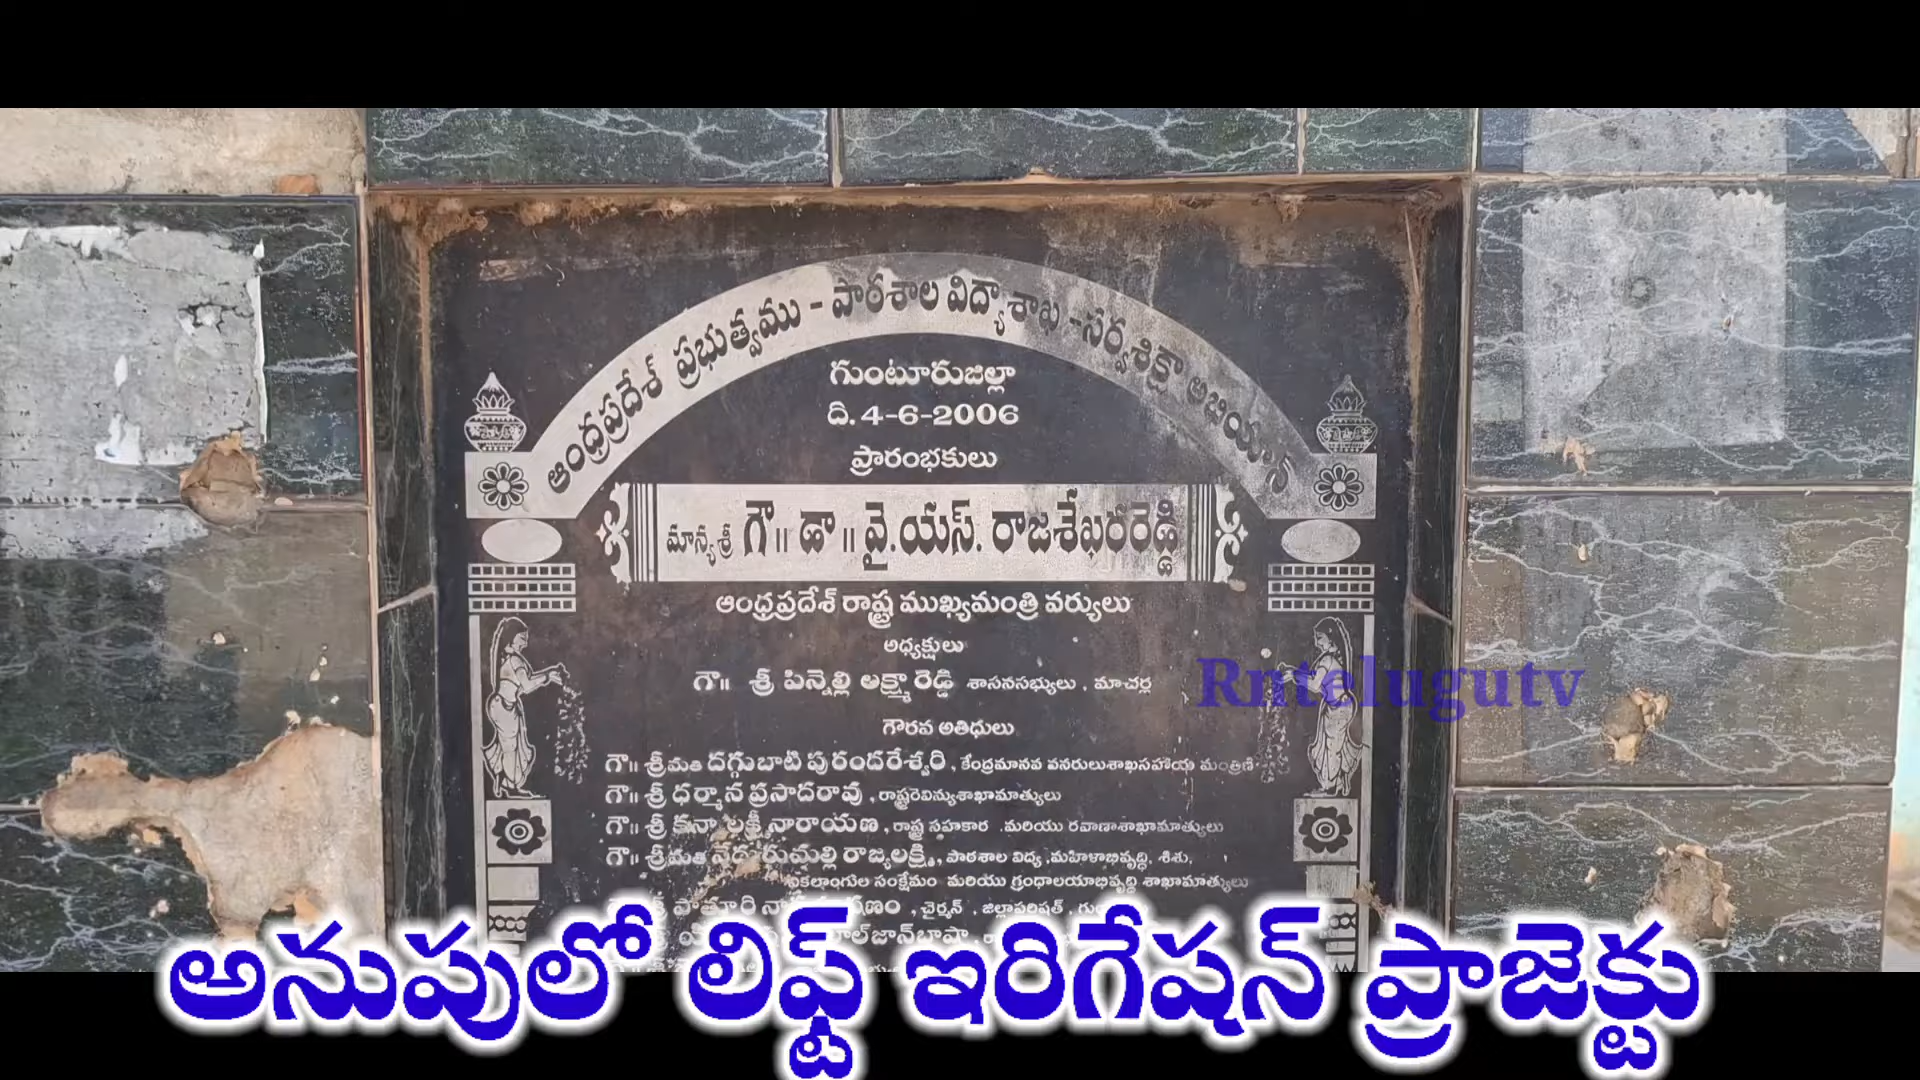 ఆంధ్రప్రదేశ్ ప్రభుత్వము - పాఠశాల విద్యాశాఖ - సర్వశిక్షా అభియాన్
గుంటూరుజిల్లా
ది. 4-6-2006
ప్రారంభకులు
మాన్యశ్రీ గౌ॥ డా॥ వై.యస్. రాజశేఖరరెడ్డి
ఆంధ్రప్రదేశ్ రాష్ట్ర ముఖ్యమంత్రి వర్యులు
అధ్యక్షులు
గౌ॥ శ్రీ పిన్నెల్లి లక్ష్మారెడ్డి శాసనసభ్యులు, మాచర్ల
Rntelugutv
గౌరవ అతిధులు
గౌ॥ శ్రీమతి దగ్గుబాటి పురందరేశ్వరి, కేంద్రమానవ వనరులుశాఖసహాయ మంత్రిణి
గౌ॥ శ్రీ ధర్మాన ప్రసాదరావు, రాష్ట్రరెవిన్యుశాఖామాత్యులు
గౌ॥ శ్రీ కన్నా లక్ష్మీనారాయణ, రాష్ట్ర సహకార మరియు రవాణాశాఖామాత్యులు
గౌ॥ శ్రీమతి నేదురుమల్లి రాజ్యలక్ష్మి, పాఠశాల విద్య, మహిళాభివృద్ధి, శిశు,
వికలాంగుల సంక్షేమం మరియు గ్రంధాలయాభివృద్ధి శాఖామాత్యులు
శ్రీ పాతూరి చైర్మన్, జిల్లాపరిషత్,
అనుపులో లిఫ్ట్ ఇరిగేషన్ ప్రాజెక్టు